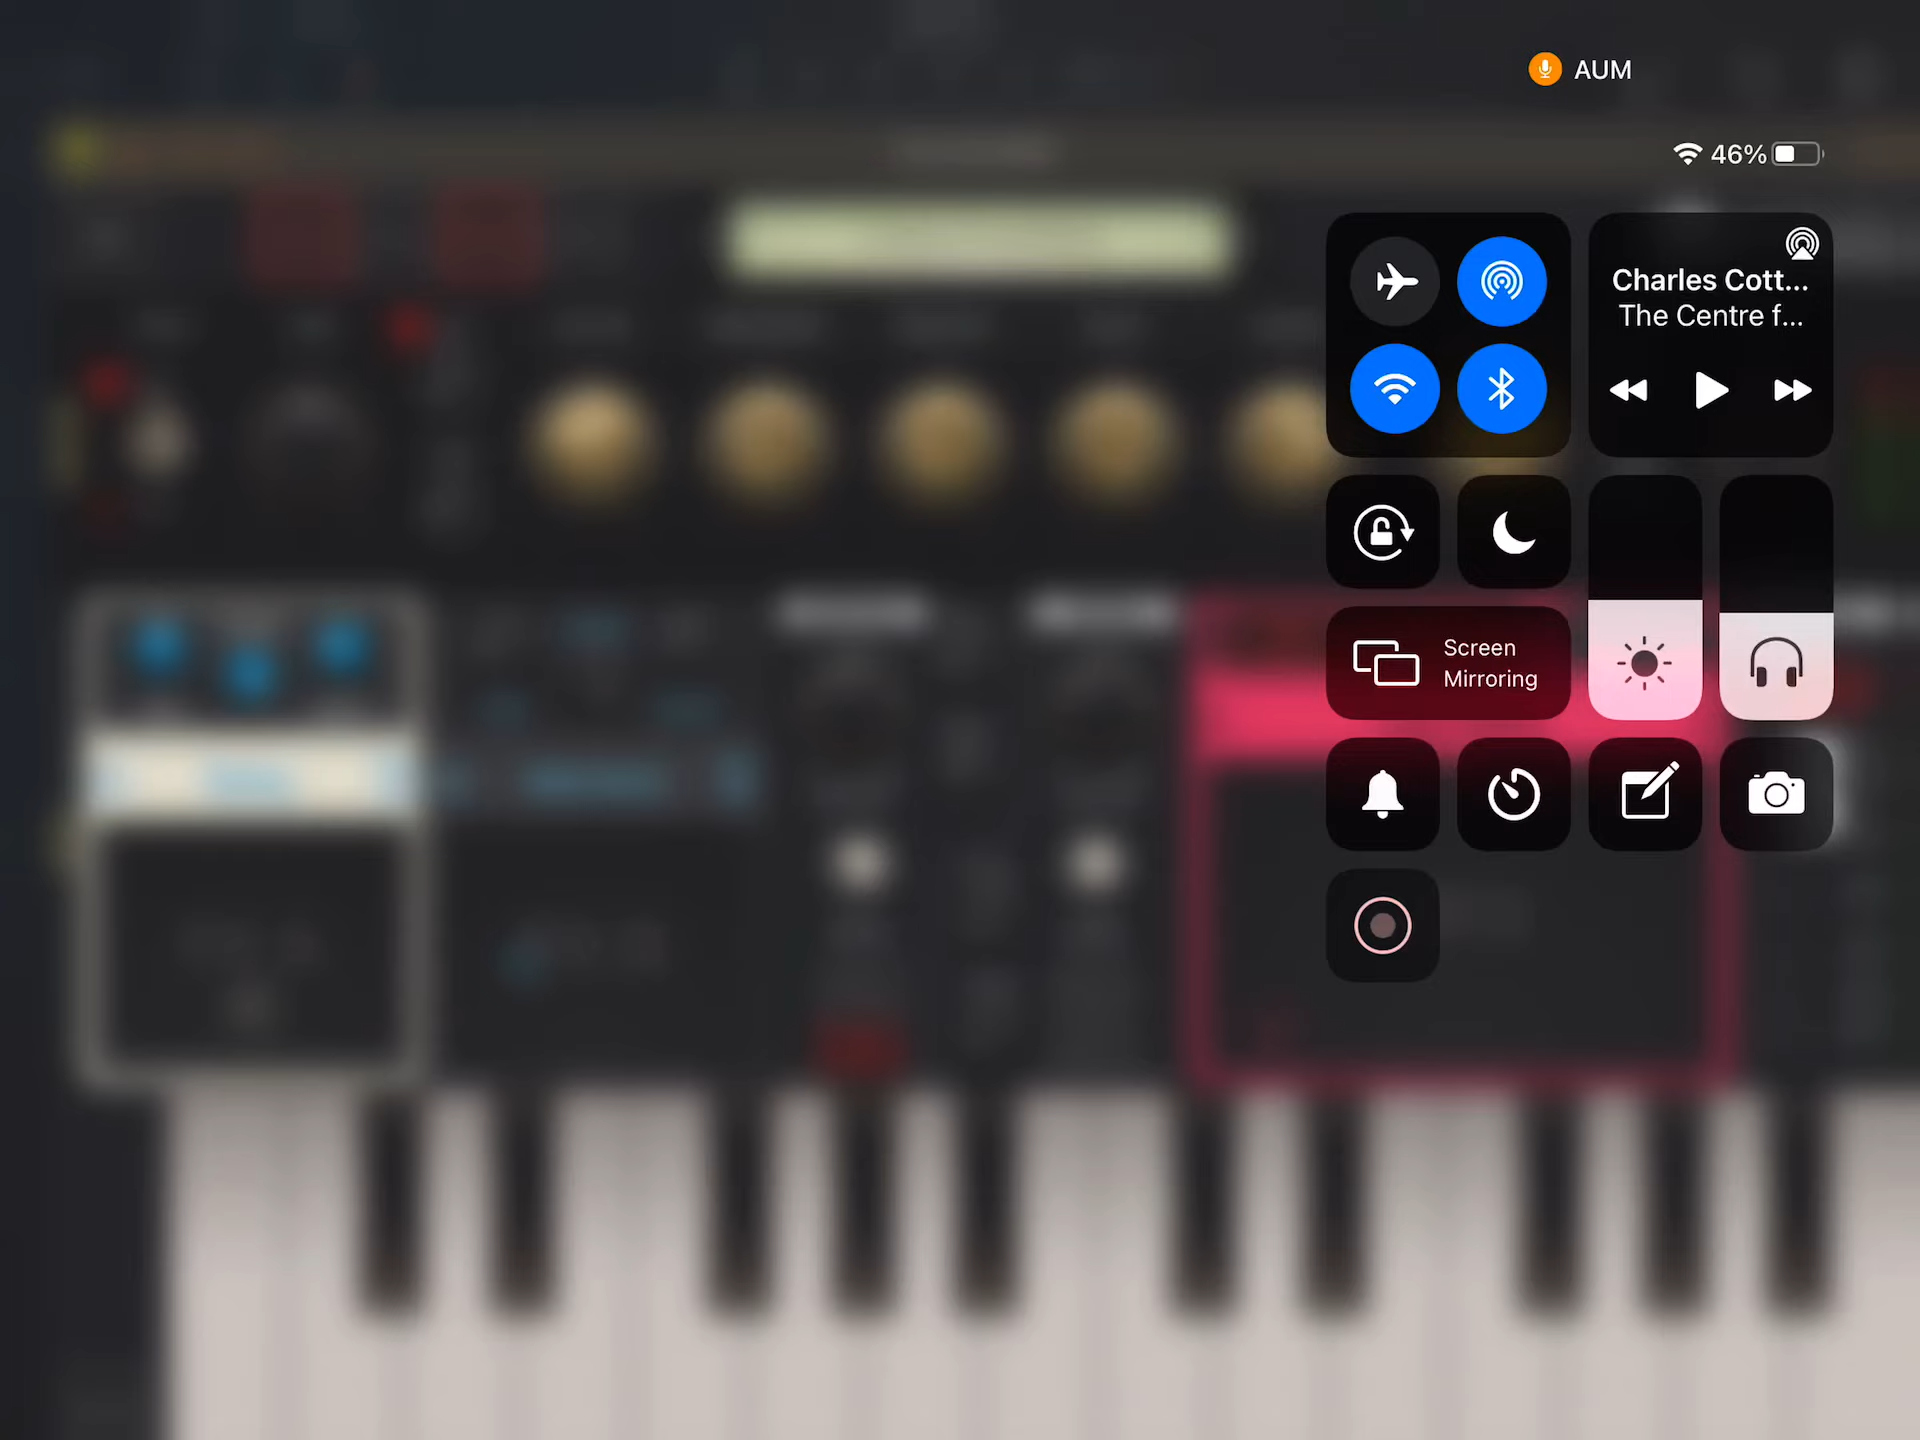 AUM
46%
Charles Cott...
The Centre f...
Screen
Mirroring